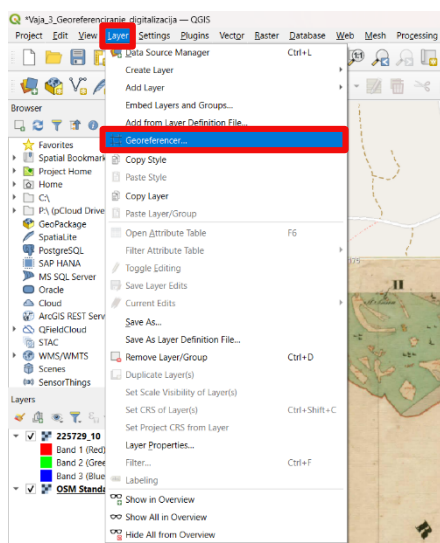 *Vaja_3_Georeferenciranje_digitalizacija — QGIS
Project Edit View Layer Settings Plugins Vector Raster Database Web Mesh Processing
Data Source Manager Ctrl+L
Create Layer
Add Layer
Embed Layers and Groups...
Add from Layer Definition File...
Georeferencer...
Copy Style
Paste Style
Copy Layer
Paste Layer/Group
Open Attribute Table F6
Filter Attribute Table
Toggle Editing
Save Layer Edits
Current Edits
Save As...
Save As Layer Definition File...
Remove Layer/Group Ctrl+D
Duplicate Layer(s)
Set Scale Visibility of Layer(s)
Set CRS of Layer(s) Ctrl+Shift+C
Set Project CRS from Layer
Layer Properties...
Filter... Ctrl+F
Labeling
Show in Overview
Show All in Overview
Hide All from Overview
Browser
Favorites
Spatial Bookmark
Project Home
Home
C:\
P:\ (pCloud Drive
GeoPackage
SpatiaLite
PostgreSQL
SAP HANA
MS SQL Server
Oracle
Cloud
ArcGIS REST Serv
QFieldCloud
STAC
WMS/WMTS
Scenes
SensorThings
Layers
225729_10
Band 1 (Red)
Band 2 (Gree
Band 3 (Blue
OSM Standa
II